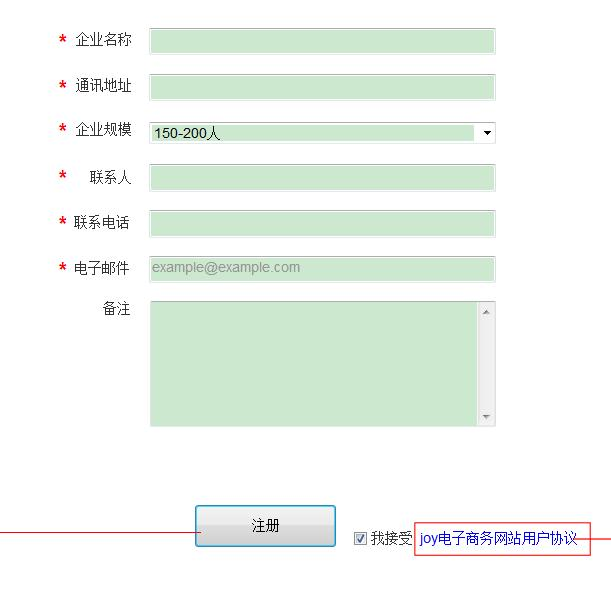 * 企业名称
* 通讯地址
* 企业规模 150-200人
* 联系人
* 联系电话
* 电子邮件 example@example.com
备注
注册 我接受 joy电子商务网站用户协议